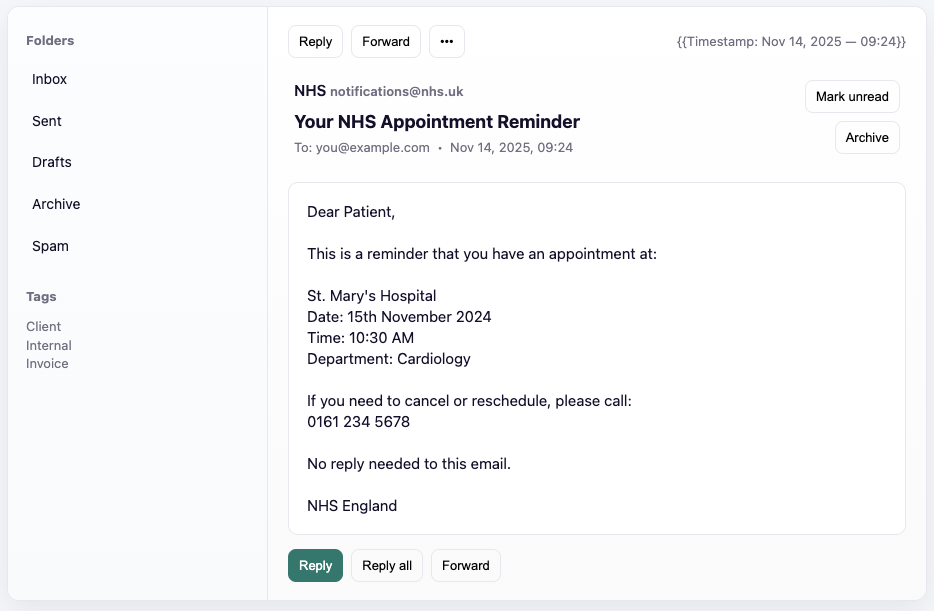 Folders
Inbox
Sent
Drafts
Archive
Spam
Tags
Client
Internal
Invoice
Reply
Forward
•••
{{Timestamp: Nov 14, 2025 — 09:24}}
NHS notifications@nhs.uk
Mark unread
Your NHS Appointment Reminder
Archive
To: you@example.com • Nov 14, 2025, 09:24
Dear Patient,
This is a reminder that you have an appointment at:
St. Mary's Hospital
Date: 15th November 2024
Time: 10:30 AM
Department: Cardiology
If you need to cancel or reschedule, please call:
0161 234 5678
No reply needed to this email.
NHS England
Reply
Reply all
Forward